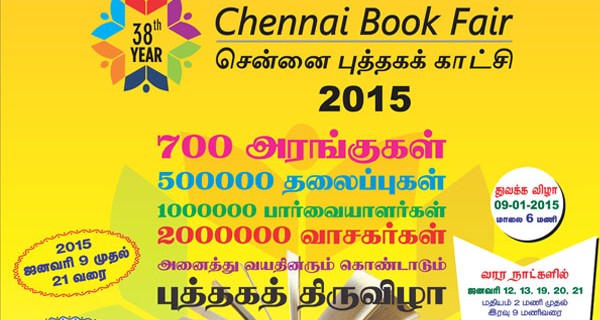 38th
YEAR
Chennai Book Fair
சென்னை புத்தகக் காட்சி
2015
700 அரங்குகள்
500000 தலைப்புகள்
1000000 பார்வையாளர்கள்
2000000 வாசகர்கள்
அனைத்து வயதினரும் கொண்டாடும்
புத்தகத் திருவிழா
2015
ஜனவரி 9 முதல்
21 வரை
துவக்க விழா
09-01-2015
மாலை 6 மணி
வார நாட்களில்
ஜனவரி 12, 13, 19, 20, 21
மதியம் 2 மணி முதல்
இரவு 9 மணிவரை